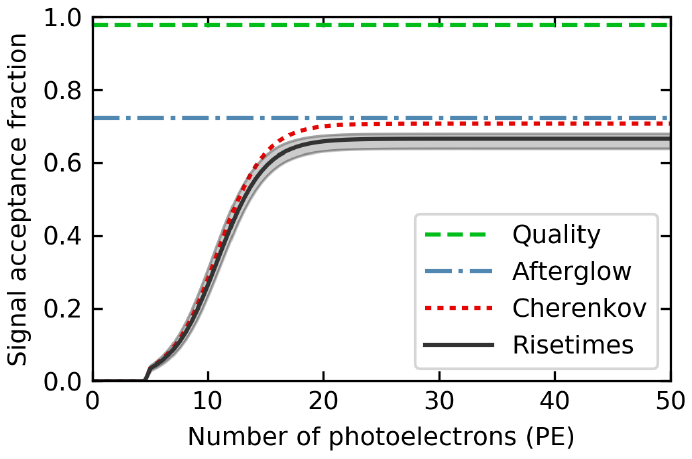 Signal acceptance fraction
1.0
0.8
0.6
0.4
0.2
0.0
Quality
Afterglow
Cherenkov
Risetimes
0 10 20 30 40 50
Number of photoelectrons (PE)